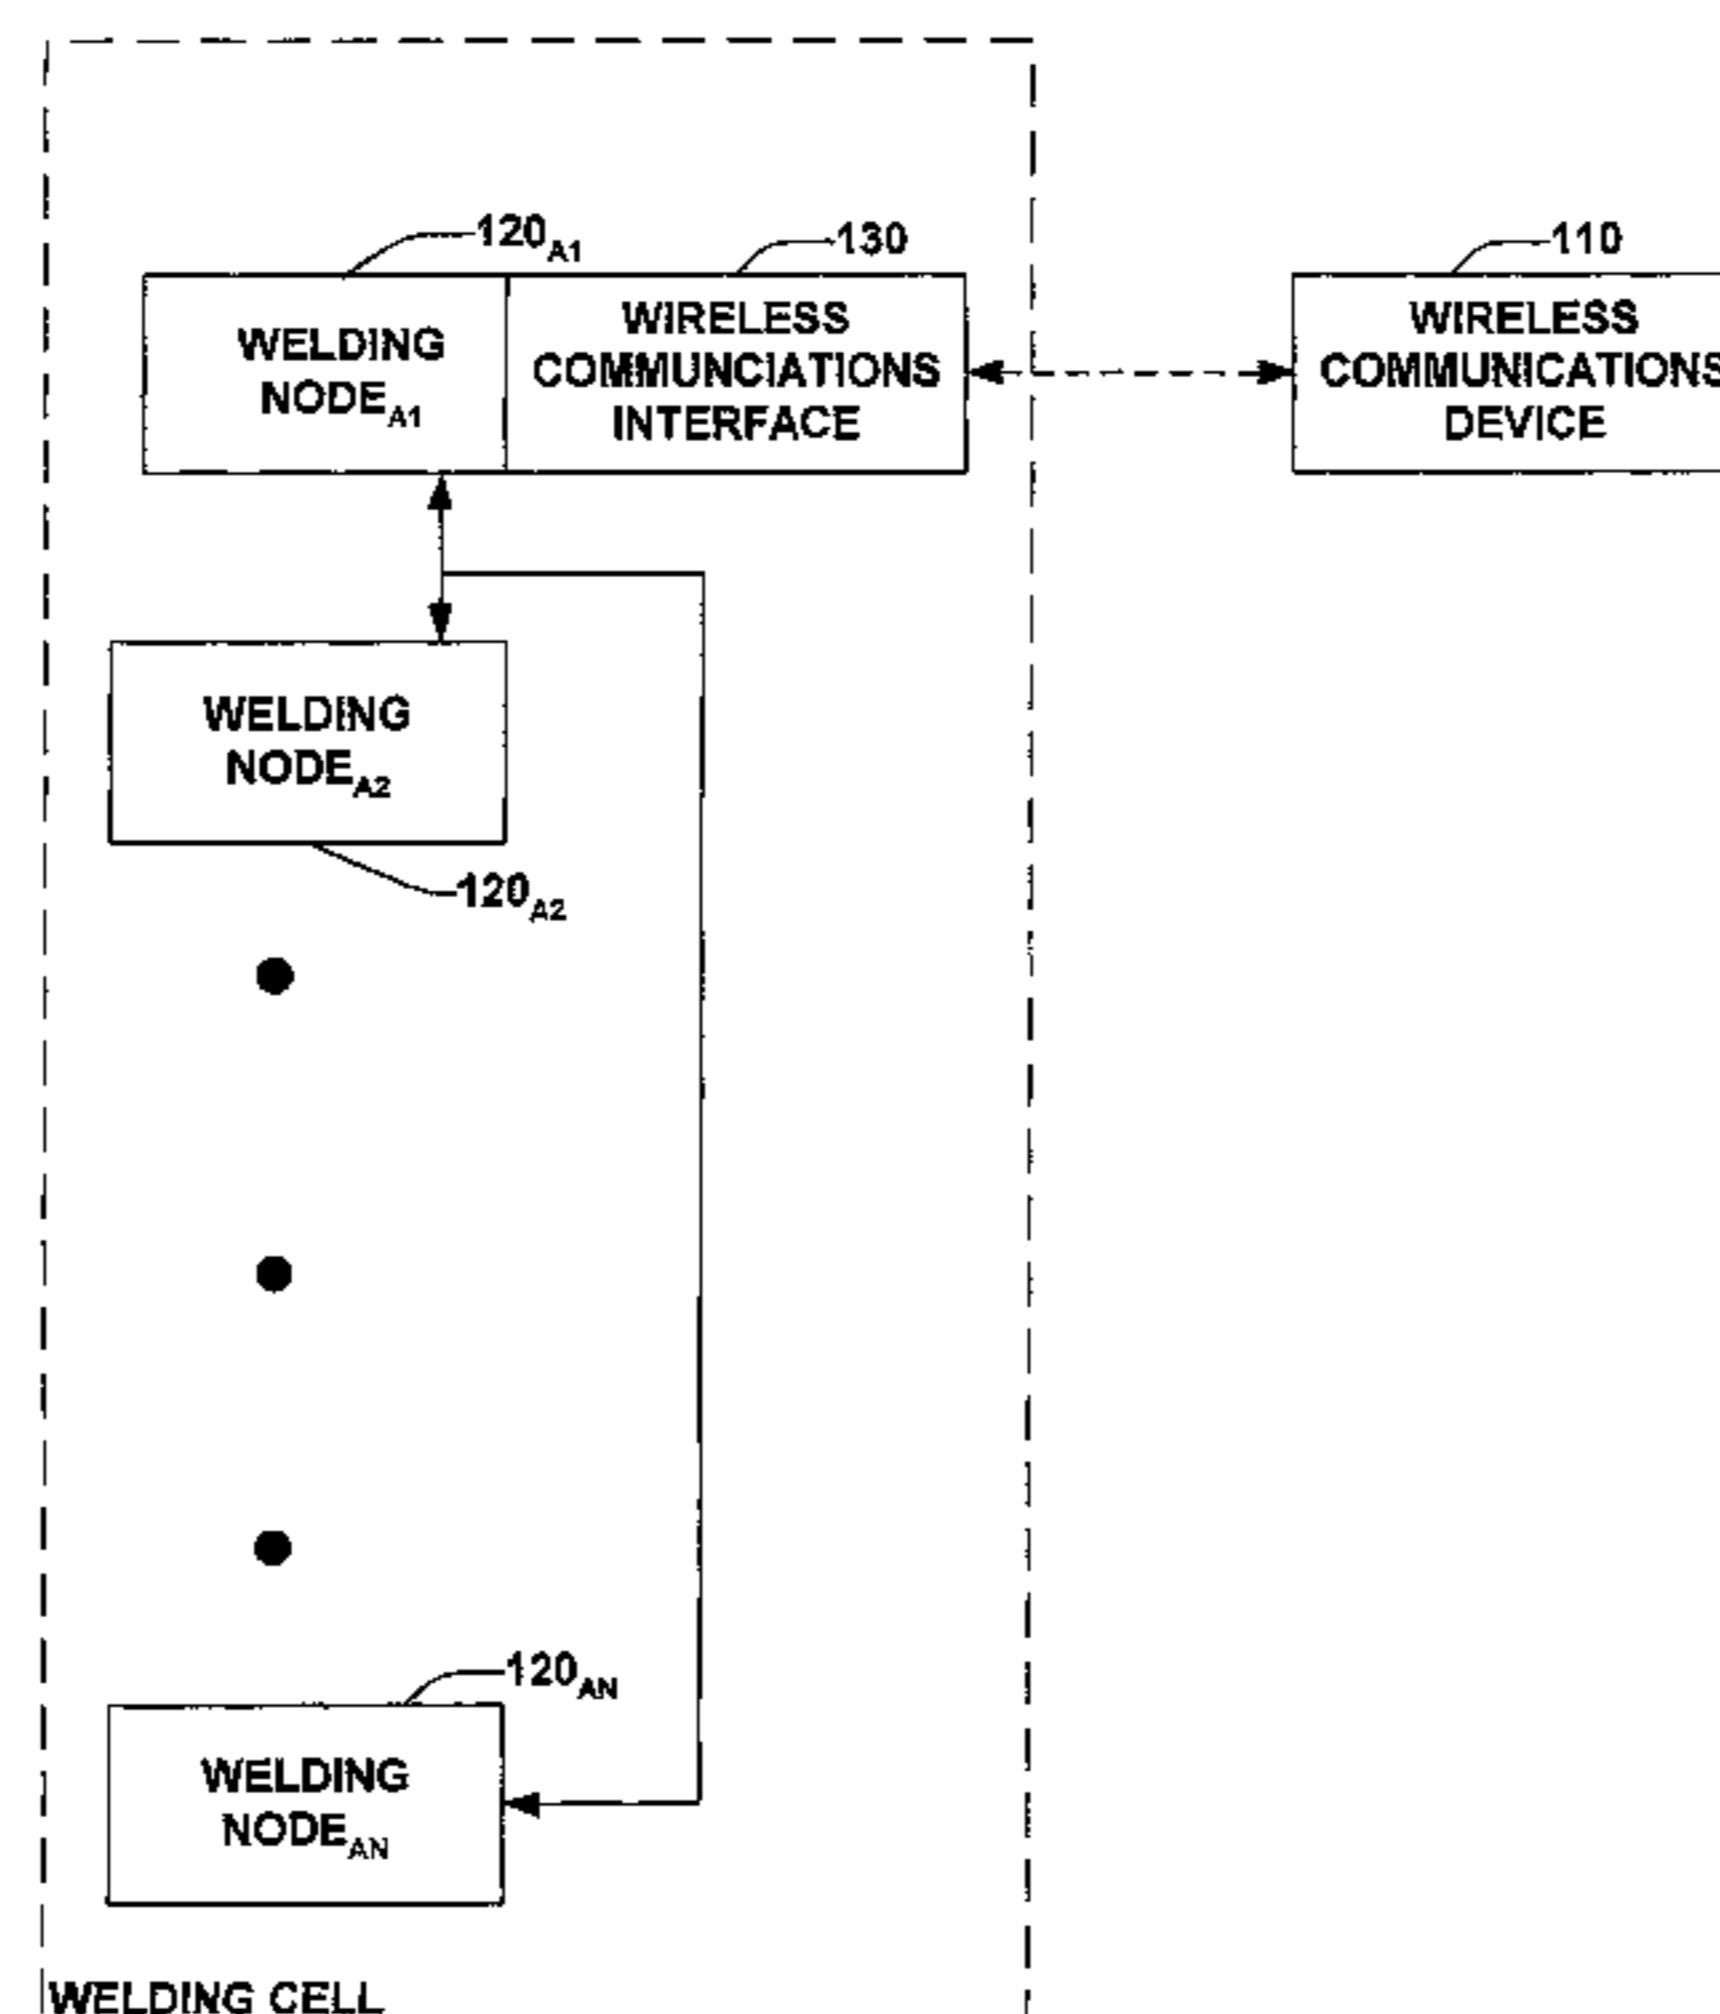 120A1
130
110
WELDING
NODEA1
WIRELESS
COMMUNCIATIONS
INTERFACE
WIRELESS
COMMUNICATIONS
DEVICE
WELDING
NODEA2
120A2
120AN
WELDING
NODEAN
WELDING CELL